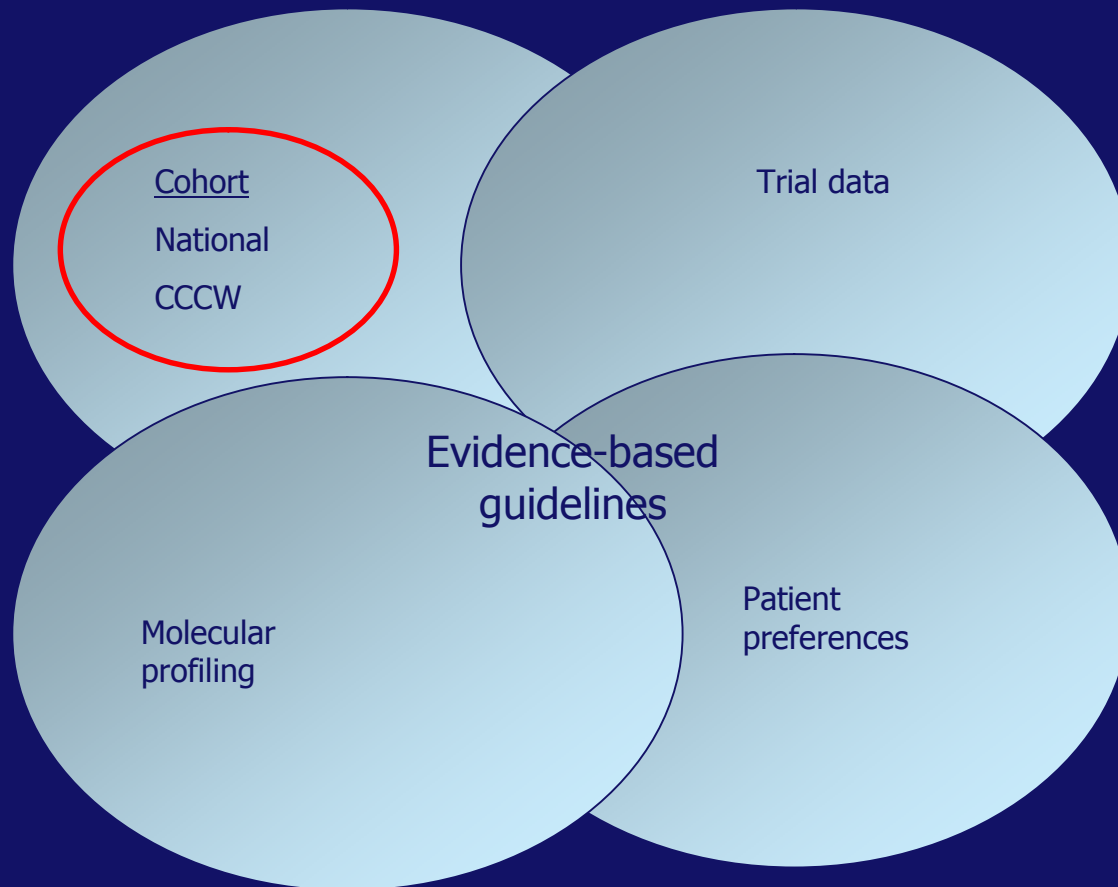 Cohort
National
CCCW
Trial data
Evidence-based
guidelines
Molecular
profiling
Patient
preferences